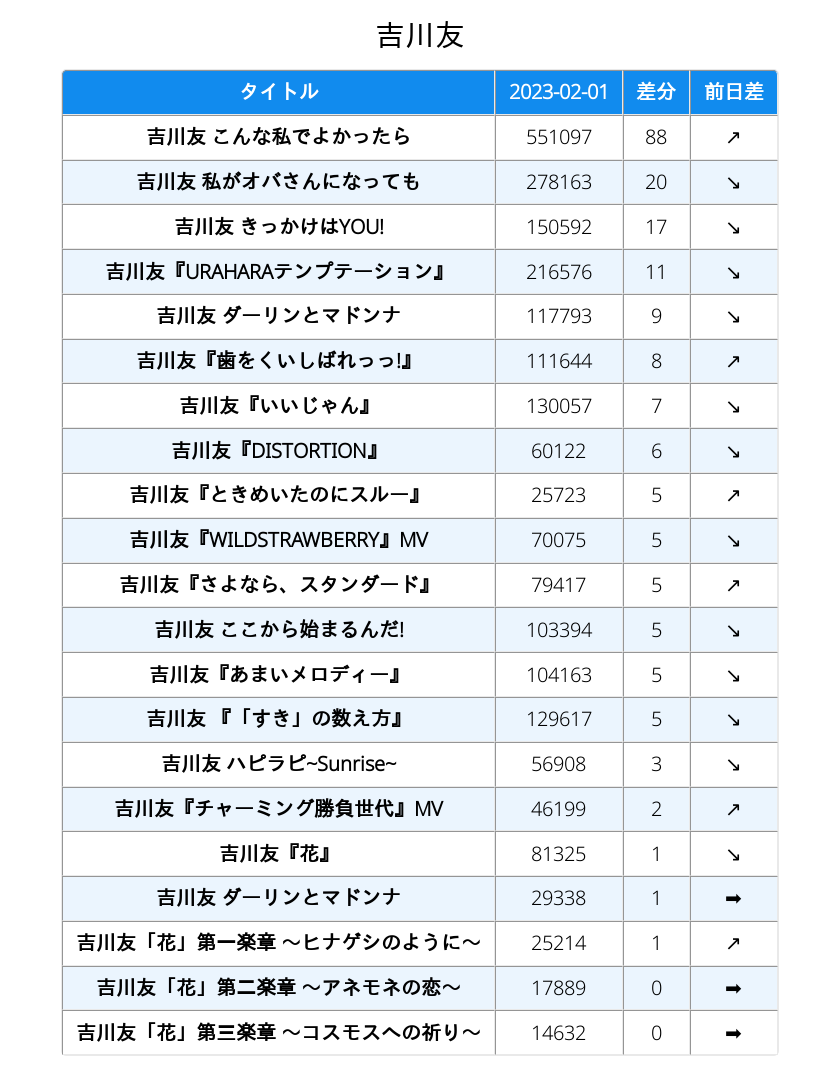 吉川友
タイトル 2023-02-01 差分 前日差
吉川友 こんな私でよかったら 551097 88 ↗
吉川友 私がオバさんになっても 278163 20 ↘
吉川友 きっかけはYOU! 150592 17 ↘
吉川友『URAHARAテンプテーション』 216576 11 ↘
吉川友 ダーリンとマドンナ 117793 9 ↘
吉川友『歯をくいしばれっっ!』 111644 8 ↗
吉川友『いいじゃん』 130057 7 ↘
吉川友『DISTORTION』 60122 6 ↘
吉川友『ときめいたのにスルー』 25723 5 ↗
吉川友『WILDSTRAWBERRY』MV 70075 5 ↘
吉川友『さよなら、スタンダード』 79417 5 ↗
吉川友 ここから始まるんだ! 103394 5 ↘
吉川友『あまいメロディー』 104163 5 ↘
吉川友 『「すき」の数え方』 129617 5 ↘
吉川友 ハピラピ~Sunrise~ 56908 3 ↘
吉川友『チャーミング勝負世代』MV 46199 2 ↗
吉川友『花』 81325 1 ↘
吉川友 ダーリンとマドンナ 29338 1 ➡
吉川友「花」第一楽章 〜ヒナゲシのように〜 25214 1 ↗
吉川友「花」第二楽章 〜アネモネの恋〜 17889 0 ➡
吉川友「花」第三楽章 〜コスモスへの祈り〜 14632 0 ➡